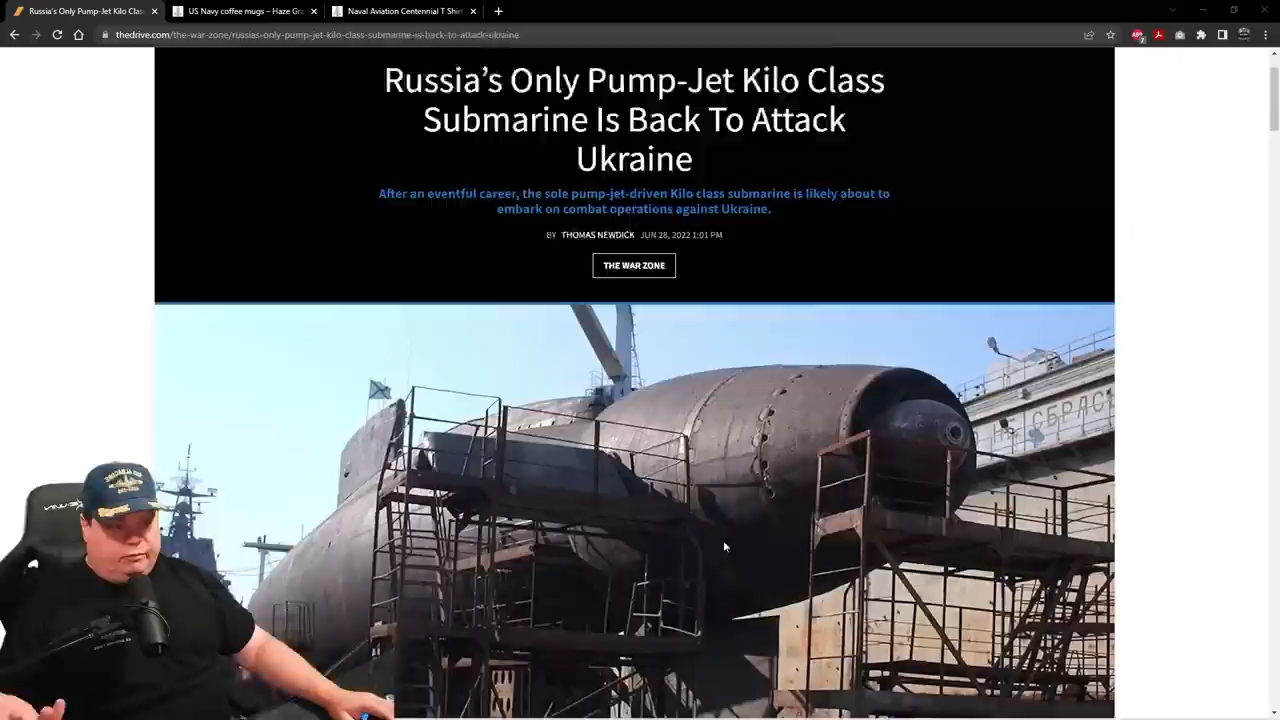 Russia's Only Pump-Jet Kilo Clas
US Navy coffee mugs – Haze Gra
Naval Aviation Centennial T Shirt
thedrive.com/the-war-zone/russias-only-pump-jet-kilo-class-submarine-is-back-to-attack-ukraine
Russia’s Only Pump-Jet Kilo Class
Submarine Is Back To Attack
Ukraine
After an eventful career, the sole pump-jet-driven Kilo class submarine is likely about to
embark on combat operations against Ukraine.
BY THOMAS NEWDICK JUN 28, 2022 1:01 PM
THE WAR ZONE
НЕ СБРАС